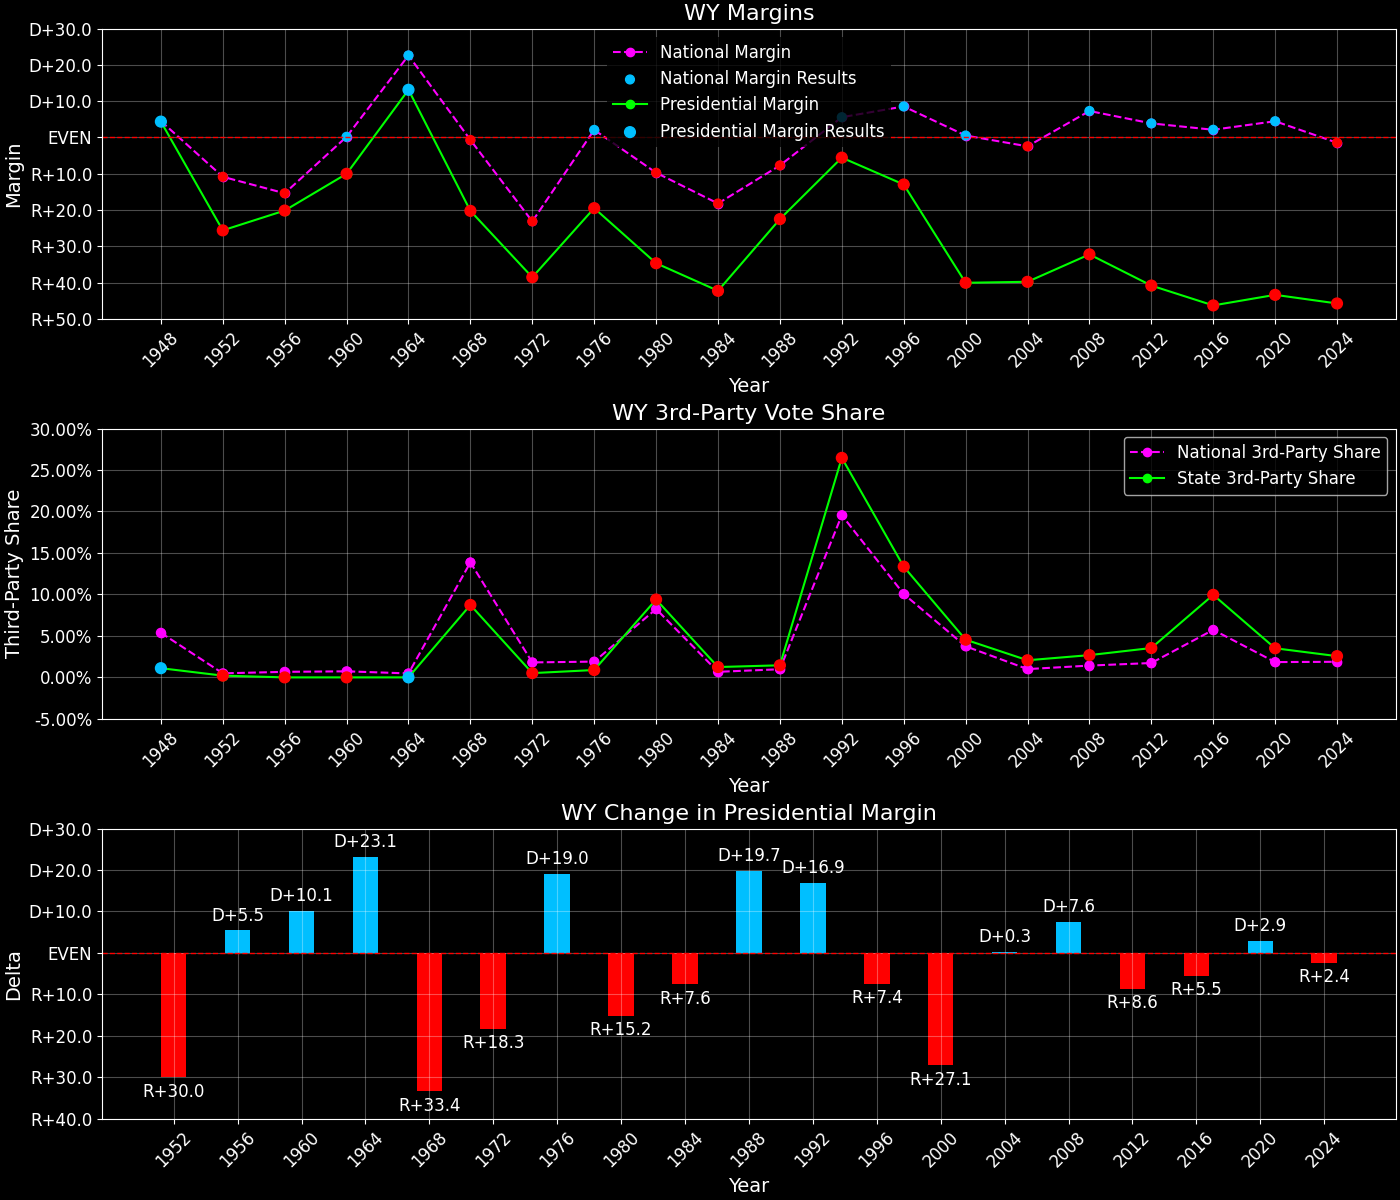 WY Margins
D+30.0
D+20.0
D+10.0
EVEN
R+10.0
R+20.0
R+30.0
R+40.0
R+50.0
Margin
National Margin
National Margin Results
Presidential Margin
Presidential Margin Results
1948 1952 1956 1960 1964 1968 1972 1976 1980 1984 1988 1992 1996 2000 2004 2008 2012 2016 2020 2024
Year
WY 3rd-Party Vote Share
30.00%
25.00%
20.00%
15.00%
10.00%
5.00%
0.00%
-5.00%
Third-Party Share
National 3rd-Party Share
State 3rd-Party Share
1948 1952 1956 1960 1964 1968 1972 1976 1980 1984 1988 1992 1996 2000 2004 2008 2012 2016 2020 2024
Year
WY Change in Presidential Margin
D+30.0
D+20.0
D+10.0
EVEN
R+10.0
R+20.0
R+30.0
R+40.0
Delta
R+30.0
D+5.5
D+10.1
D+23.1
R+33.4
R+18.3
D+19.0
R+15.2
R+7.6
D+19.7
D+16.9
R+7.4
R+27.1
D+0.3
D+7.6
R+8.6
R+5.5
D+2.9
R+2.4
1952 1956 1960 1964 1968 1972 1976 1980 1984 1988 1992 1996 2000 2004 2008 2012 2016 2020 2024
Year